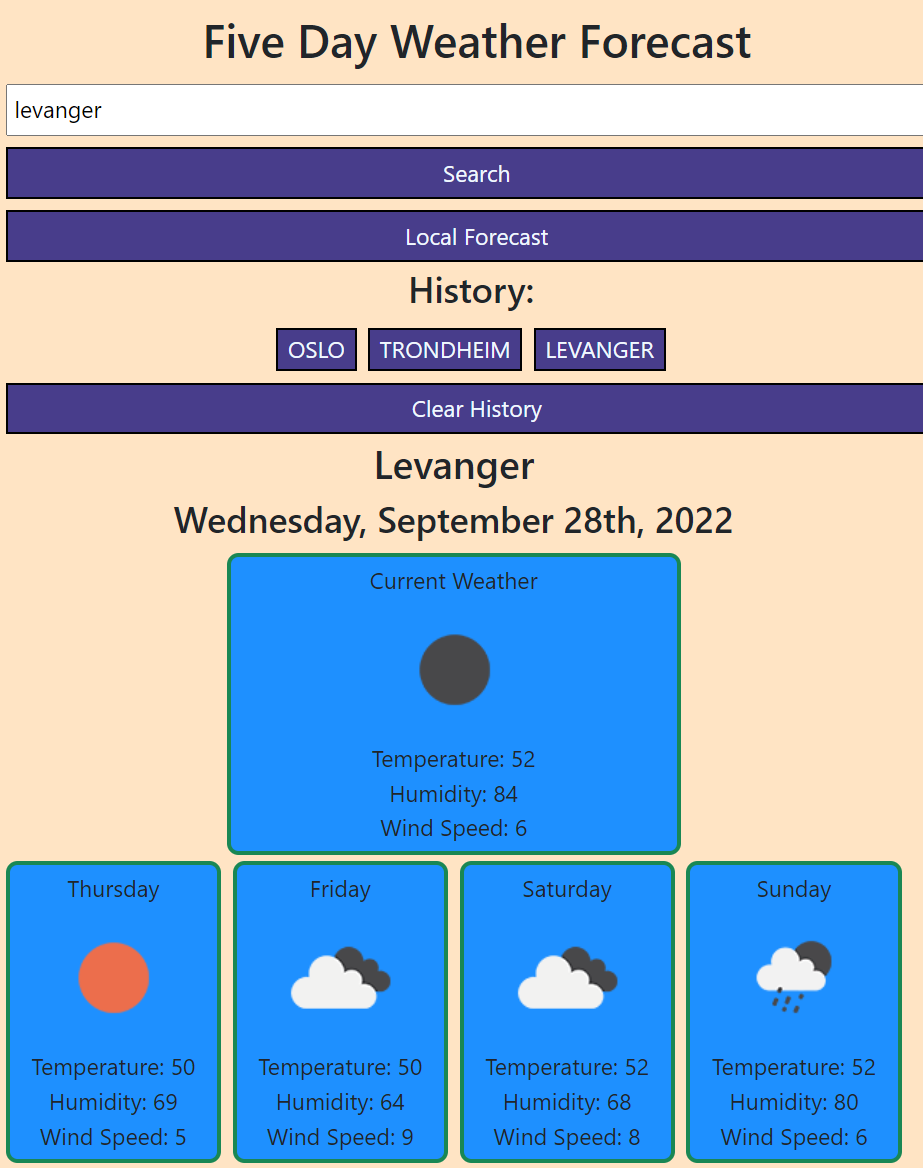 Five Day Weather Forecast
levanger
Search
Local Forecast
History:
OSLO TRONDHEIM LEVANGER
Clear History
Levanger
Wednesday, September 28th, 2022
Current Weather
Temperature: 52
Humidity: 84
Wind Speed: 6
Thursday
Temperature: 50
Humidity: 69
Wind Speed: 5
Friday
Temperature: 50
Humidity: 64
Wind Speed: 9
Saturday
Temperature: 52
Humidity: 68
Wind Speed: 8
Sunday
Temperature: 52
Humidity: 80
Wind Speed: 6